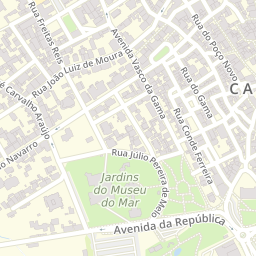 Rua Freitas Reis
Avenida Vasco da Gama
Rua do Poço Novo
Rua João Luiz de Moura
Rua do Gama
CA
Carvalho Araújo
Rua Conde Ferreira
Navarro
Rua Júlio Pereira de Melo
Jardins
do Museu
do Mar
Avenida da República